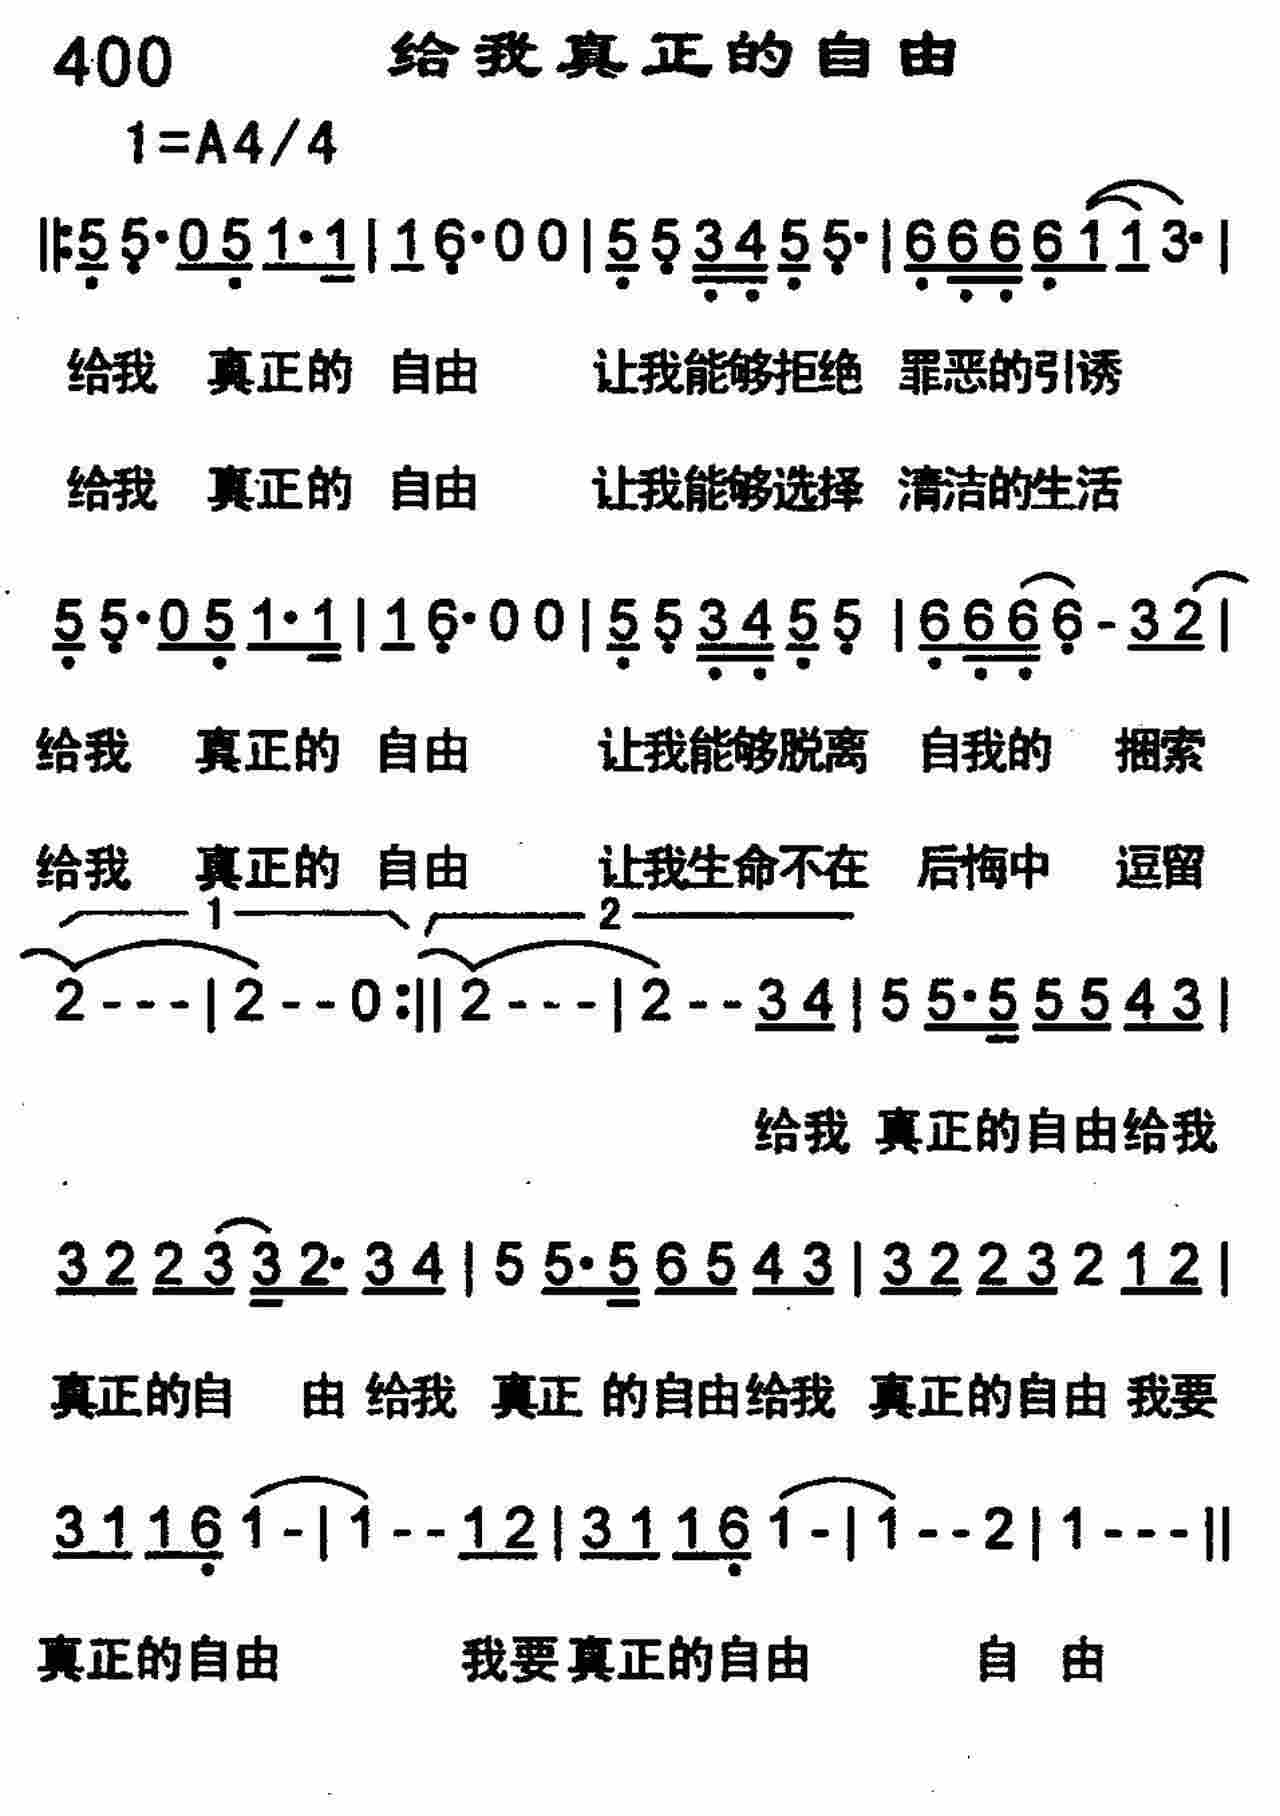 400 给我真正的自由
1=A4/4
‖:5 5·0 5 1·1|1 6·0 0|5 5 3 4 5 5·|6 6 6 6 1 1 3·|
给我 真正的 自由 让我能够拒绝 罪恶的引诱
给我 真正的 自由 让我能够选择 清洁的生活
5 5·0 5 1·1|1 6·0 0|5 5 3 4 5 5|6 6 6 6 - 3 2|
给我 真正的 自由 让我能够脱离 自我的 捆索
给我 真正的 自由 让我生命不在 后悔中 逗留
1 2
2 - - -|2 - - 0:‖2 - - -|2 - - 3 4|5 5·5 5 5 4 3|
给我 真正的自由给我
3 2 2 3 3 2· 3 4|5 5·5 6 5 4 3|3 2 2 3 2 1 2|
真正的自 由 给我 真正 的自由给我 真正的自由 我要
3 1 1 6 1 -|1 - - 1 2|3 1 1 6 1 -|1 - - 2|1 - - -‖
真正的自由 我要真正的自由 自 由